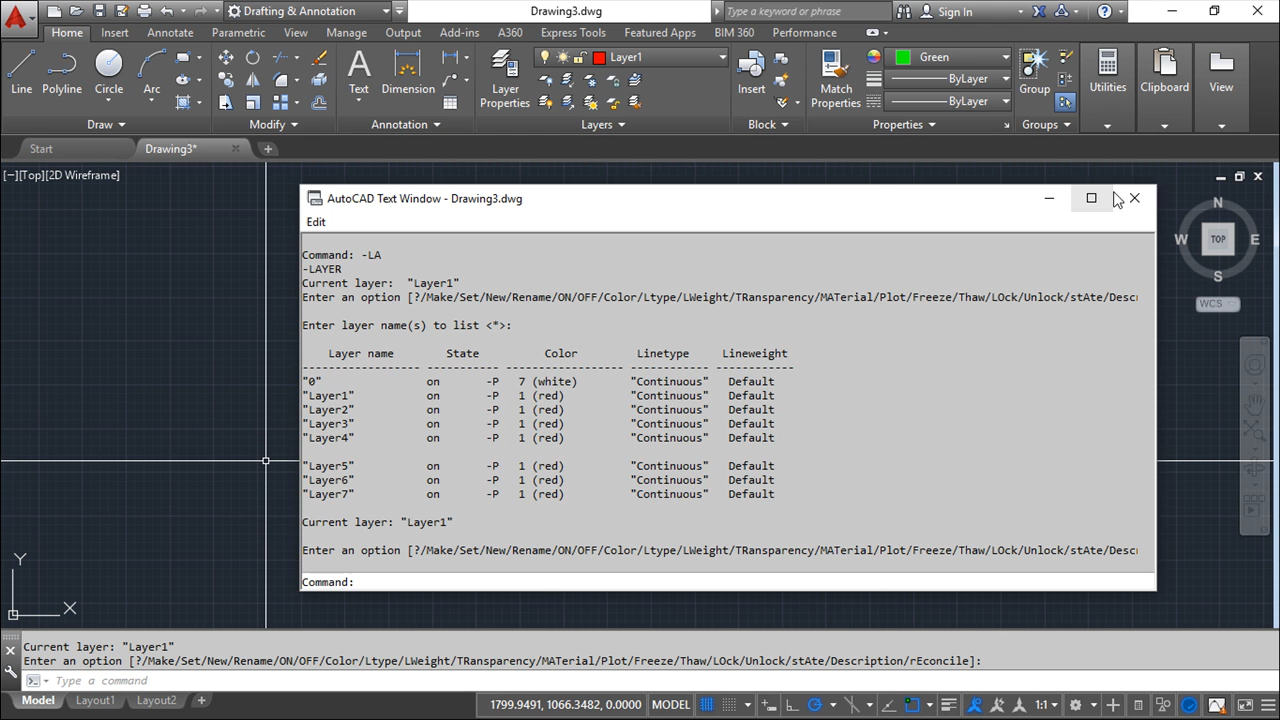 Drafting & Annotation
Drawing3.dwg
Type a keyword or phrase
Sign In
Home Insert Annotate Parametric View Manage Output Add-ins A360 Express Tools Featured Apps BIM 360 Performance
Layer1
Green
ByLayer
ByLayer
Line Polyline Circle Arc
Text Dimension
Layer Properties
Insert
Match Properties
Group
Utilities
Clipboard
View
Draw Modify Annotation Layers Block Properties Groups
Start Drawing3*
[−][Top][2D Wireframe]
N
W TOP E
S
WCS
AutoCAD Text Window - Drawing3.dwg
Edit
Command: -LA
-LAYER
Current layer: "Layer1"
Enter an option [?/Make/Set/New/Rename/ON/OFF/Color/Ltype/LWeight/TRansparency/MATerial/Plot/Freeze/Thaw/LOck/Unlock/stAte/Descr
Enter layer name(s) to list <*>:
Layer name State Color Linetype Lineweight
----------------- ----------- ----------------------- ----------- -----------
"0" on -P 7 (white) "Continuous" Default
"Layer1" on -P 1 (red) "Continuous" Default
"Layer2" on -P 1 (red) "Continuous" Default
"Layer3" on -P 1 (red) "Continuous" Default
"Layer4" on -P 1 (red) "Continuous" Default
"Layer5" on -P 1 (red) "Continuous" Default
"Layer6" on -P 1 (red) "Continuous" Default
"Layer7" on -P 1 (red) "Continuous" Default
Current layer: "Layer1"
Enter an option [?/Make/Set/New/Rename/ON/OFF/Color/Ltype/LWeight/TRansparency/MATerial/Plot/Freeze/Thaw/LOck/Unlock/stAte/Descr
Command:
Y
X
Current layer: "Layer1"
Enter an option [?/Make/Set/New/Rename/ON/OFF/Color/Ltype/LWeight/TRansparency/MATerial/Plot/Freeze/Thaw/LOck/Unlock/stAte/Description/rEconcile]:
Type a command
Model Layout1 Layout2 + 1799.9491, 1066.3482, 0.0000 MODEL 1:1